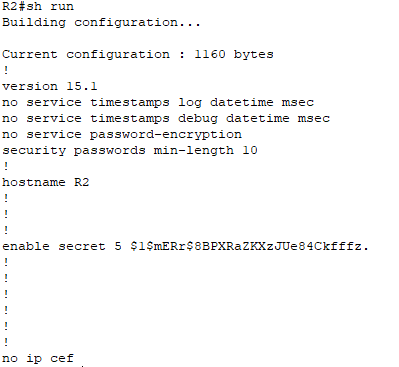 R2#sh run
Building configuration...
Current configuration : 1160 bytes
!
version 15.1
no service timestamps log datetime msec
no service timestamps debug datetime msec
no service password-encryption
security passwords min-length 10
!
hostname R2
!
!
!
enable secret 5 $1$mERr$8BPXRaZKXzJUe84Ckfffz.
!
!
!
!
!
!
no ip cef